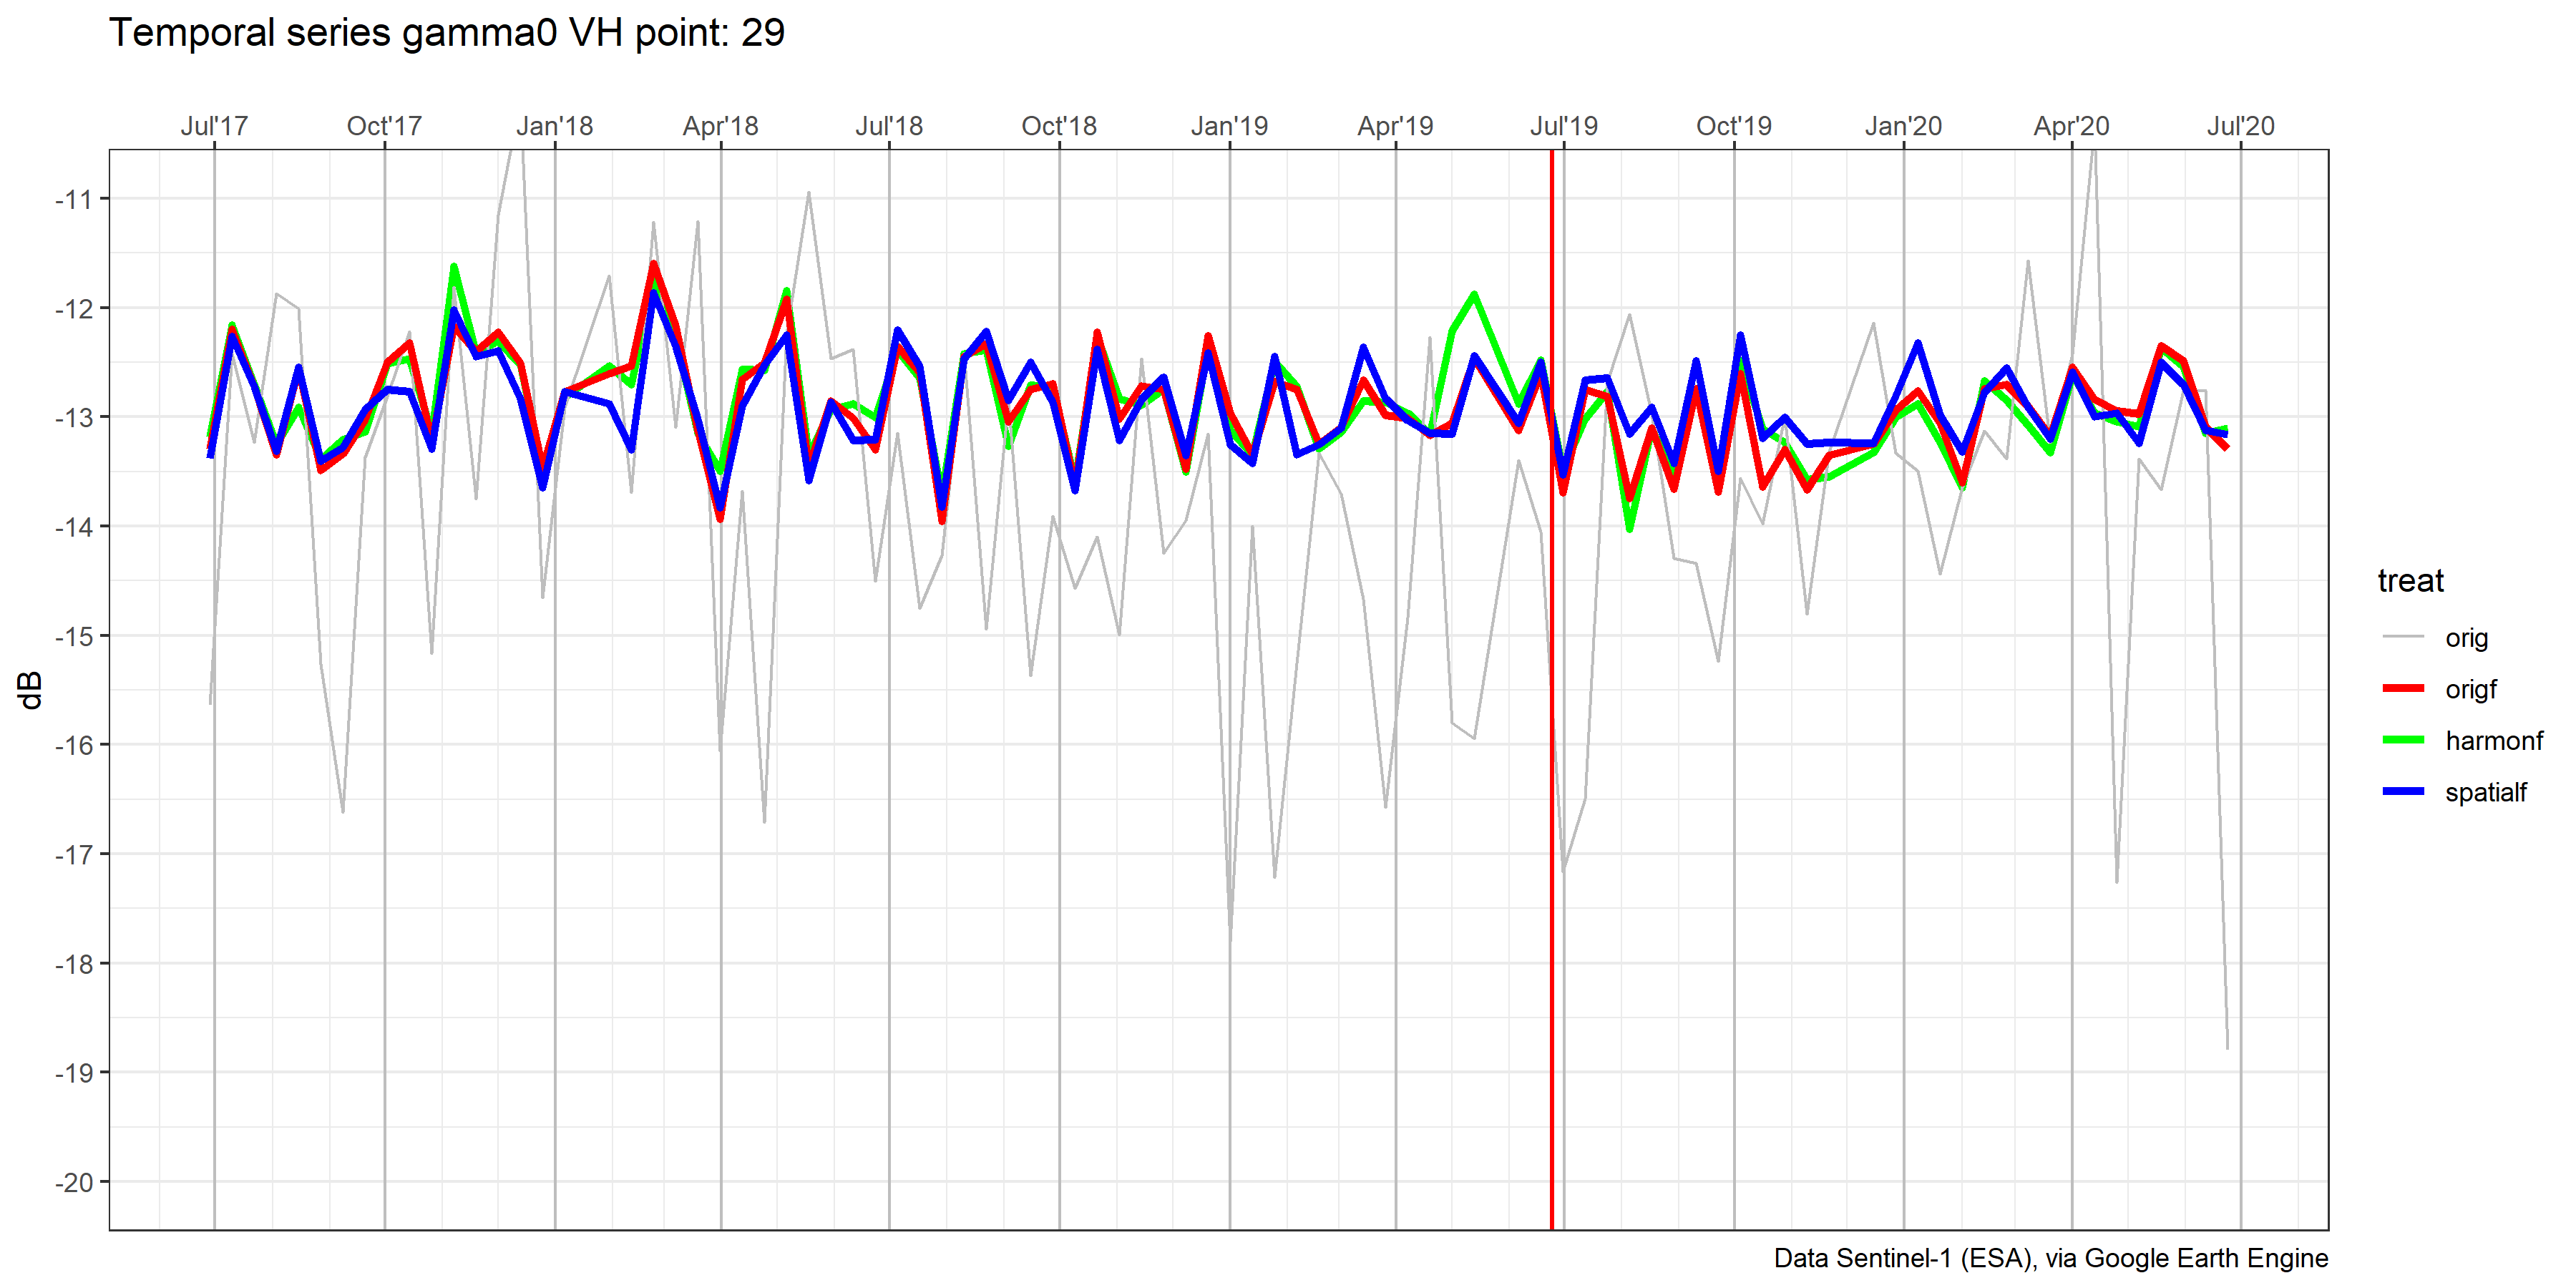 Temporal series gamma0 VH point: 29
Jul'17 Oct'17 Jan'18 Apr'18 Jul'18 Oct'18 Jan'19 Apr'19 Jul'19 Oct'19 Jan'20 Apr'20 Jul'20
-11
-12
-13
-14
-15
-16
-17
-18
-19
-20
dB
treat
orig
origf
harmonf
spatialf
Data Sentinel-1 (ESA), via Google Earth Engine